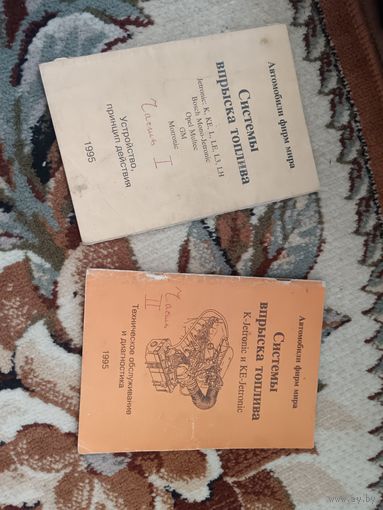 Автомобили фирм мира
Системы
впрыска топлива
Jetronic: K, KE, L, LE, L3, LH
Bosch Mono-Jetronic
Opel Multec
GM
Motronic
Часть I
Устройство,
принцип действия
1995
Автомобили фирм мира
Системы
впрыска топлива
K-Jetronic и KE-Jetronic
Часть
II
Техническое обслуживание
и диагностика
1995
www.ay.by